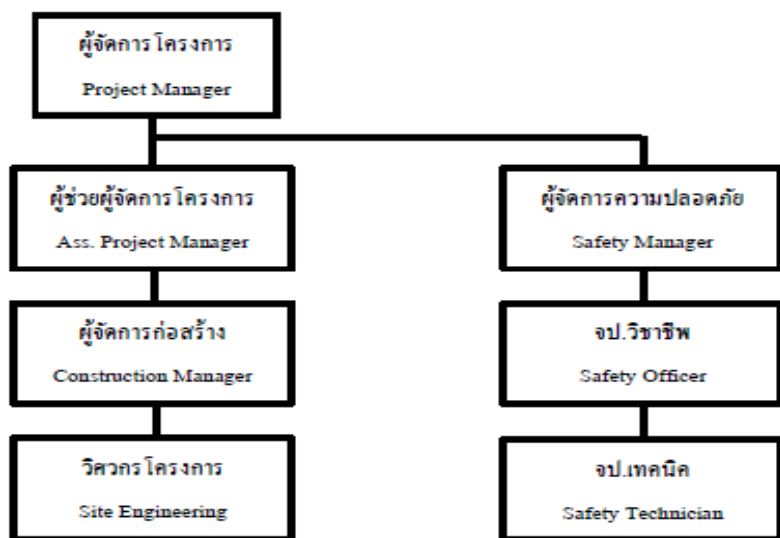 ผู้จัดการโครงการ
Project Manager
ผู้ช่วยผู้จัดการโครงการ
Ass. Project Manager
ผู้จัดการความปลอดภัย
Safety Manager
ผู้จัดการก่อสร้าง
Construction Manager
จป.วิชาชีพ
Safety Officer
วิศวกรโครงการ
Site Engineering
จป.เทคนิค
Safety Technician